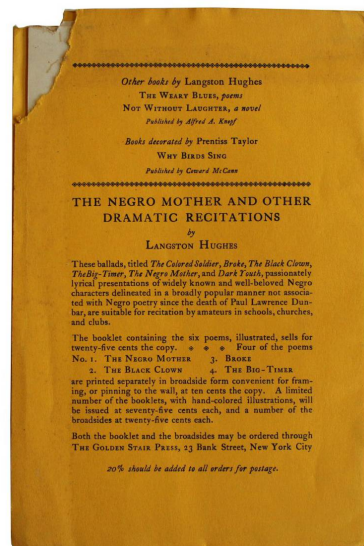 Other books by Langston Hughes
THE WEARY BLUES, poems
NOT WITHOUT LAUGHTER, a novel
Published by Alfred A. Knopf
Books decorated by Prentiss Taylor
WHY BIRDS SING
Published by Coward McCann
THE NEGRO MOTHER AND OTHER
DRAMATIC RECITATIONS
by
LANGSTON HUGHES
These ballads, titled The Colored Soldier, Broke, The Black Clown,
The Big-Timer, The Negro Mother, and Dark Youth, passionately
lyrical presentations of widely known and well-beloved Negro
characters delineated in a broadly popular manner not associa-
ted with Negro poetry since the death of Paul Lawrence Dun-
bar, are suitable for recitation by amateurs in schools, churches,
and clubs.
The booklet containing the six poems, illustrated, sells for
twenty-five cents the copy. * * * Four of the poems
No. 1. THE NEGRO MOTHER 3. BROKE
2. THE BLACK CLOWN 4. THE BIG-TIMER
are printed separately in broadside form convenient for fram-
ing, or pinning to the wall, at ten cents the copy. A limited
number of the booklets, with hand-colored illustrations, will
be issued at seventy-five cents each, and a number of the
broadsides at twenty-five cents each.
Both the booklet and the broadsides may be ordered through
THE GOLDEN STAIR PRESS, 23 Bank Street, New York City
20% should be added to all orders for postage.